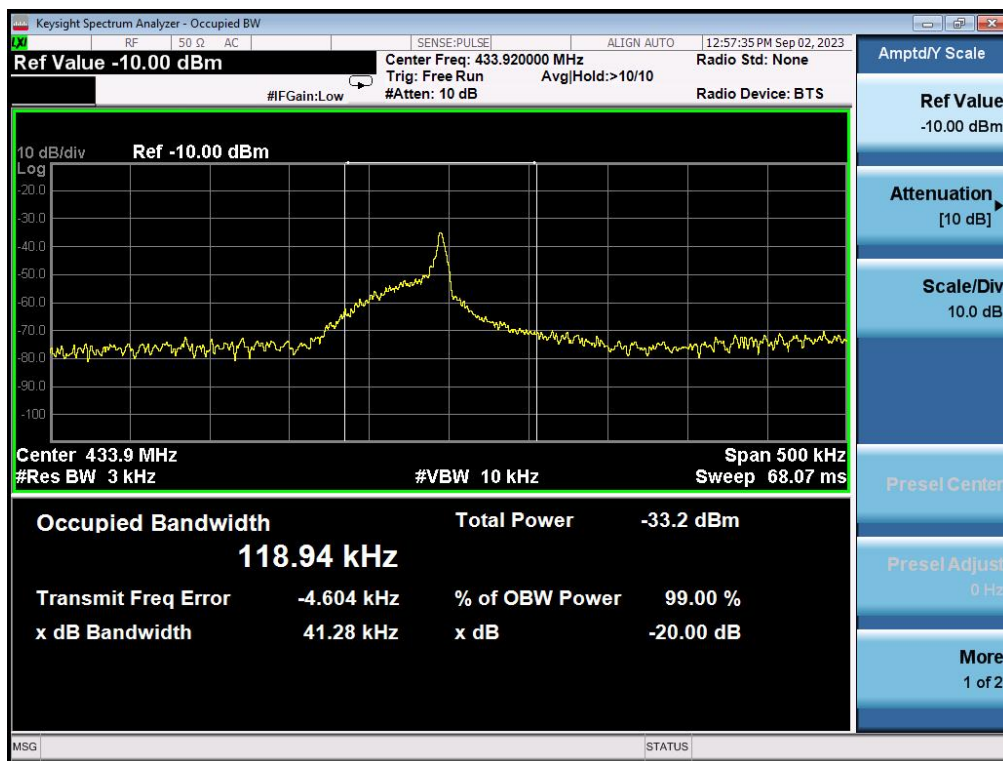 Keysight Spectrum Analyzer - Occupied BW
LXI RF 50 Ω AC SENSE:PULSE ALIGN AUTO 12:57:35 PM Sep 02, 2023
Ref Value -10.00 dBm
Center Freq: 433.920000 MHz
Radio Std: None
Trig: Free Run Avg|Hold:>10/10
#IFGain:Low #Atten: 10 dB Radio Device: BTS
10 dB/div Ref -10.00 dBm
Log
-20.0
-30.0
-40.0
-50.0
-60.0
-70.0
-80.0
-90.0
-100
Center 433.9 MHz Span 500 kHz
#Res BW 3 kHz #VBW 10 kHz Sweep 68.07 ms
Occupied Bandwidth Total Power -33.2 dBm
118.94 kHz
Transmit Freq Error -4.604 kHz % of OBW Power 99.00 %
x dB Bandwidth 41.28 kHz x dB -20.00 dB
MSG STATUS
Amptd/Y Scale
Ref Value
-10.00 dBm
Attenuation
[10 dB]
Scale/Div
10.0 dB
Presel Center
Presel Adjust
0 Hz
More
1 of 2